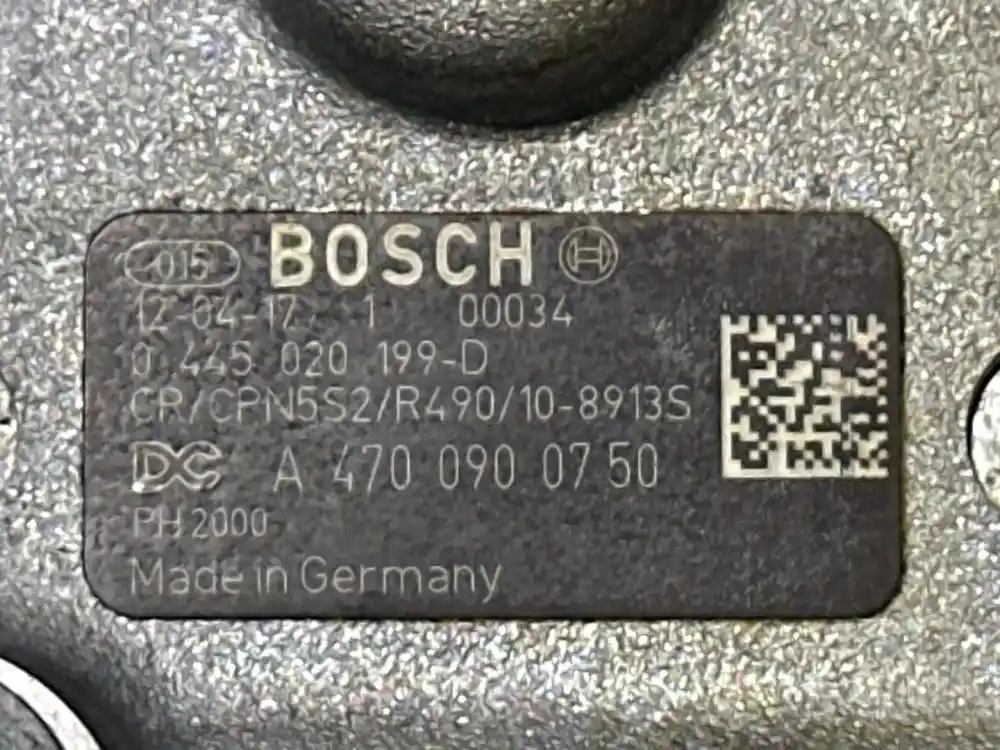 015 BOSCH
12-04-17 1 00034
0 445 020 199-D
CR/CPN5S2/R490/10-8913S
DC A 470 090 07 50
PH 2000
Made in Germany